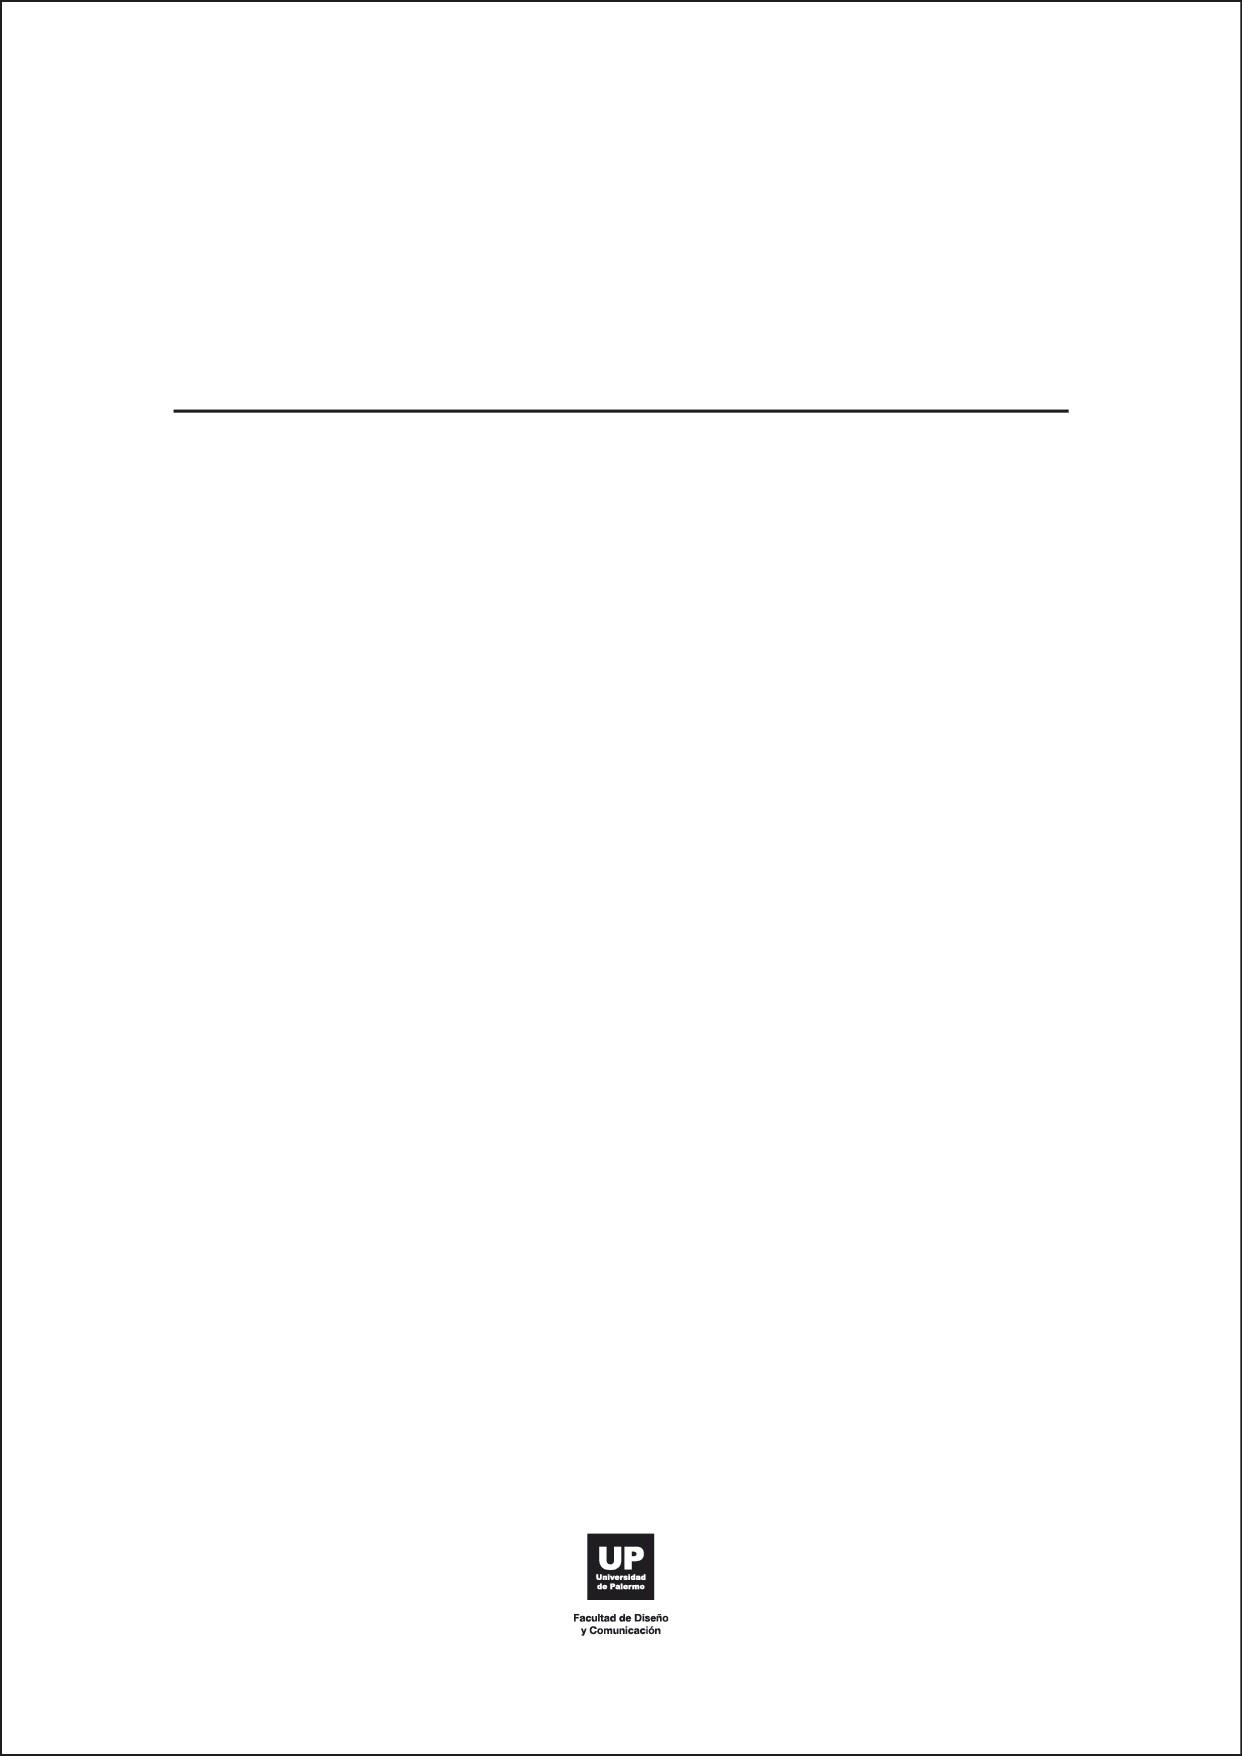 UP
Universidad
de Palermo
Facultad de Diseño
y Comunicación